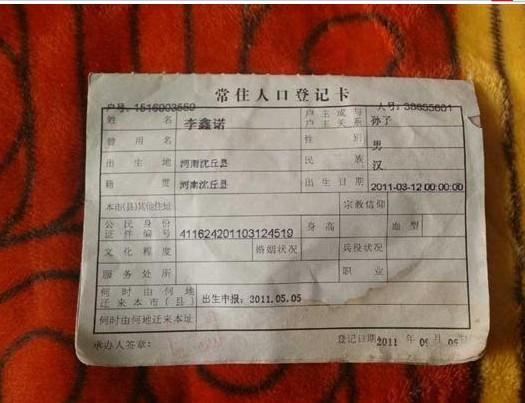 常住人口登记卡
户号：1516003550 人号：38655601
姓名 李鑫诺 户主或与户主关系 孙子
曾用名 性别 男
出生地 河南沈丘县 民族 汉
籍贯 河南沈丘县 出生日期 2011-03-12 00:00:00
本市(县)其他住址 宗教信仰
公民身份证件编号 411624201103124519 身高 血型
文化程度 婚姻状况 兵役状况
服务处所 职业
何时由何地迁来本市(县) 出生申报：2011.05.05
何时由何地迁来本址
承办人签章： 登记日期 2011 年 月